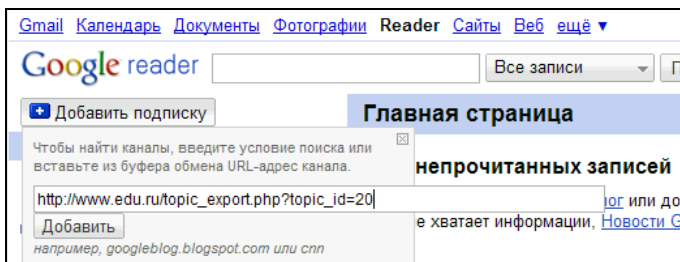 Gmail Календарь Документы Фотографии Reader Сайты Веб ещё ▼
Google reader Все записи
Добавить подписку
Главная страница
Чтобы найти каналы, введите условие поиска или
вставьте из буфера обмена URL-адрес канала.
непрочитанных записей
http://www.edu.ru/topic_export.php?topic_id=20
или
Добавить
хватает информации, Новости G
например, googleblog.blogspot.com или cnn